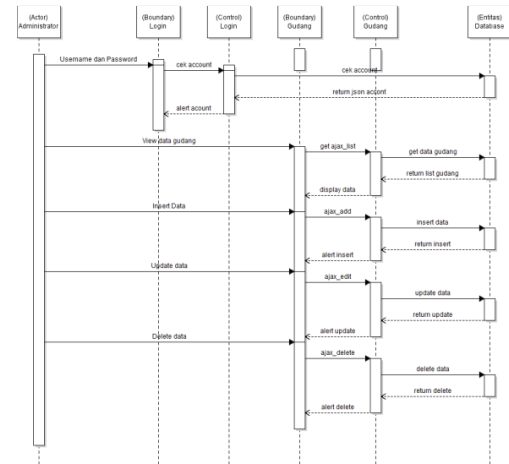 (Actor)
Administrator
(Boundary)
Login
(Control)
Login
(Boundary)
Gudang
(Control)
Gudang
(Entitas)
Database
Username dan Password
cek account
cek accoord
return json accont
alert acount
View data gudang
get ajax_list
get data gudang
return list gudang
display data
Insert Data
ajax_add
insert data
return insert
alert insert
Update data
ajax_edit
update data
return update
alert update
Delete data
ajax_delete
delete data
return delete
alert delete